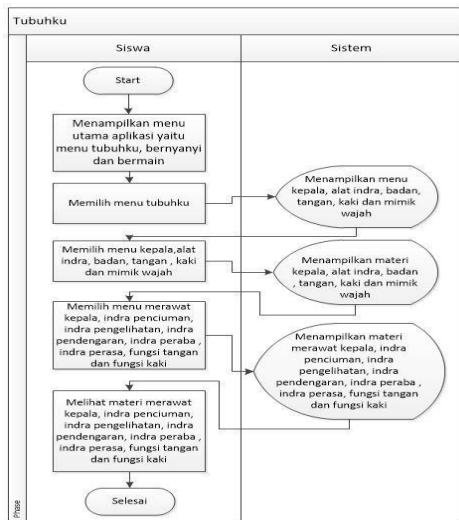 Tubuhku
Siswa
Sistem
Start
Menampilkan menu
utama aplikasi yaitu
menu tubuhku, bernyanyi
dan bermain
Memilih menu tubuhku
Menampilkan menu
kepala, alat indra, badan,
tangan, kaki dan mimik
wajah
Memilih menu kepala,alat
indra, badan, tangan , kaki
dan mimik wajah
Menampilkan materi
kepala, alat indra, badan
, tangan, kaki dan mimik
wajah
Memilih menu merawat
kepala, indra penciuman,
indra pengelihatan, indra
pendengaran, indra peraba ,
indra perasa, fungsi tangan
dan fungsi kaki
Menampilkan materi
merawat kepala, indra
penciuman, indra
pengelihatan, indra
pendengaran, indra peraba ,
indra perasa, fungsi tangan
dan fungsi kaki
Melihat materi merawat
kepala, indra penciuman,
indra pengelihatan, indra
pendengaran, indra peraba ,
indra perasa, fungsi tangan
dan fungsi kaki
Selesai
Phase